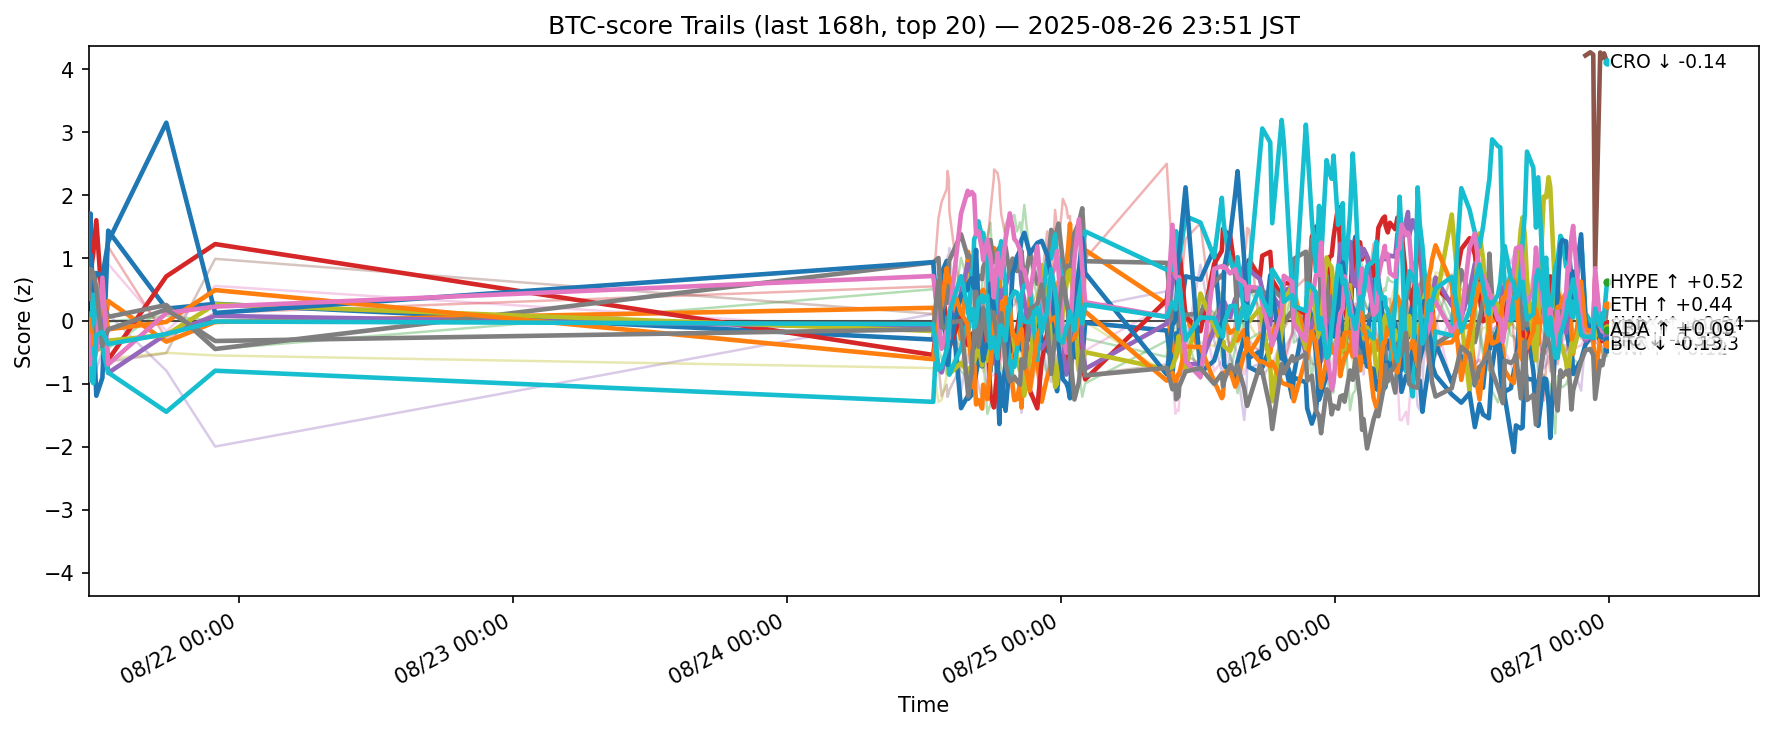 BTC-score Trails (last 168h, top 20) — 2025-08-26 23:51 JST
Score (z)
4
3
2
1
0
−1
−2
−3
−4
CRO ↓ -0.14
HYPE ↑ +0.52
ETH ↑ +0.44
ADA ↑ +0.09
BTC ↓ -0.13
08/22 00:00
08/23 00:00
08/24 00:00
08/25 00:00
08/26 00:00
08/27 00:00
Time